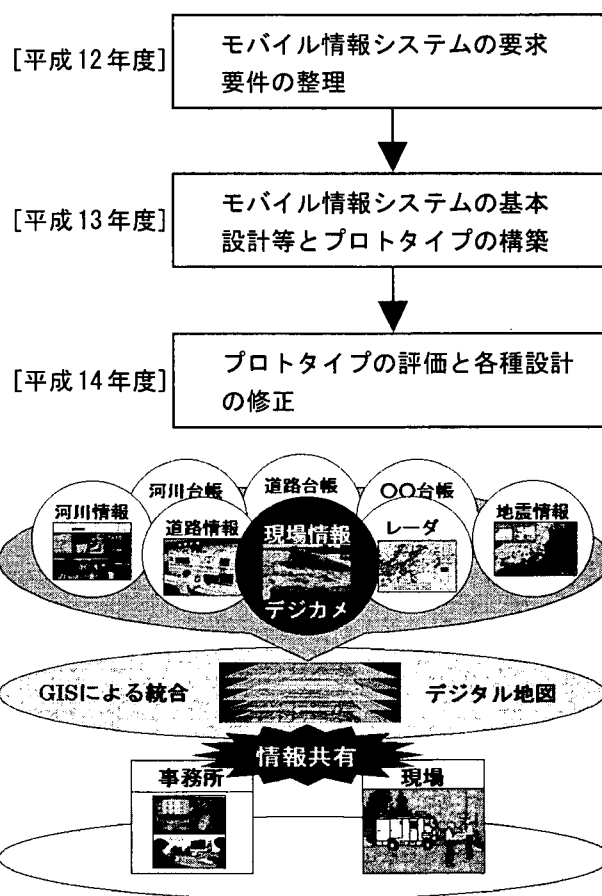 [平成12年度]
モバイル情報システムの要求
要件の整理
[平成13年度]
モバイル情報システムの基本
設計等とプロトタイプの構築
[平成14年度]
プロトタイプの評価と各種設計
の修正
河川台帳
道路台帳
〇〇台帳
河川情報
道路情報
現場情報
レーダ
地震情報
デジカメ
GISによる統合
デジタル地図
情報共有
事務所
現場